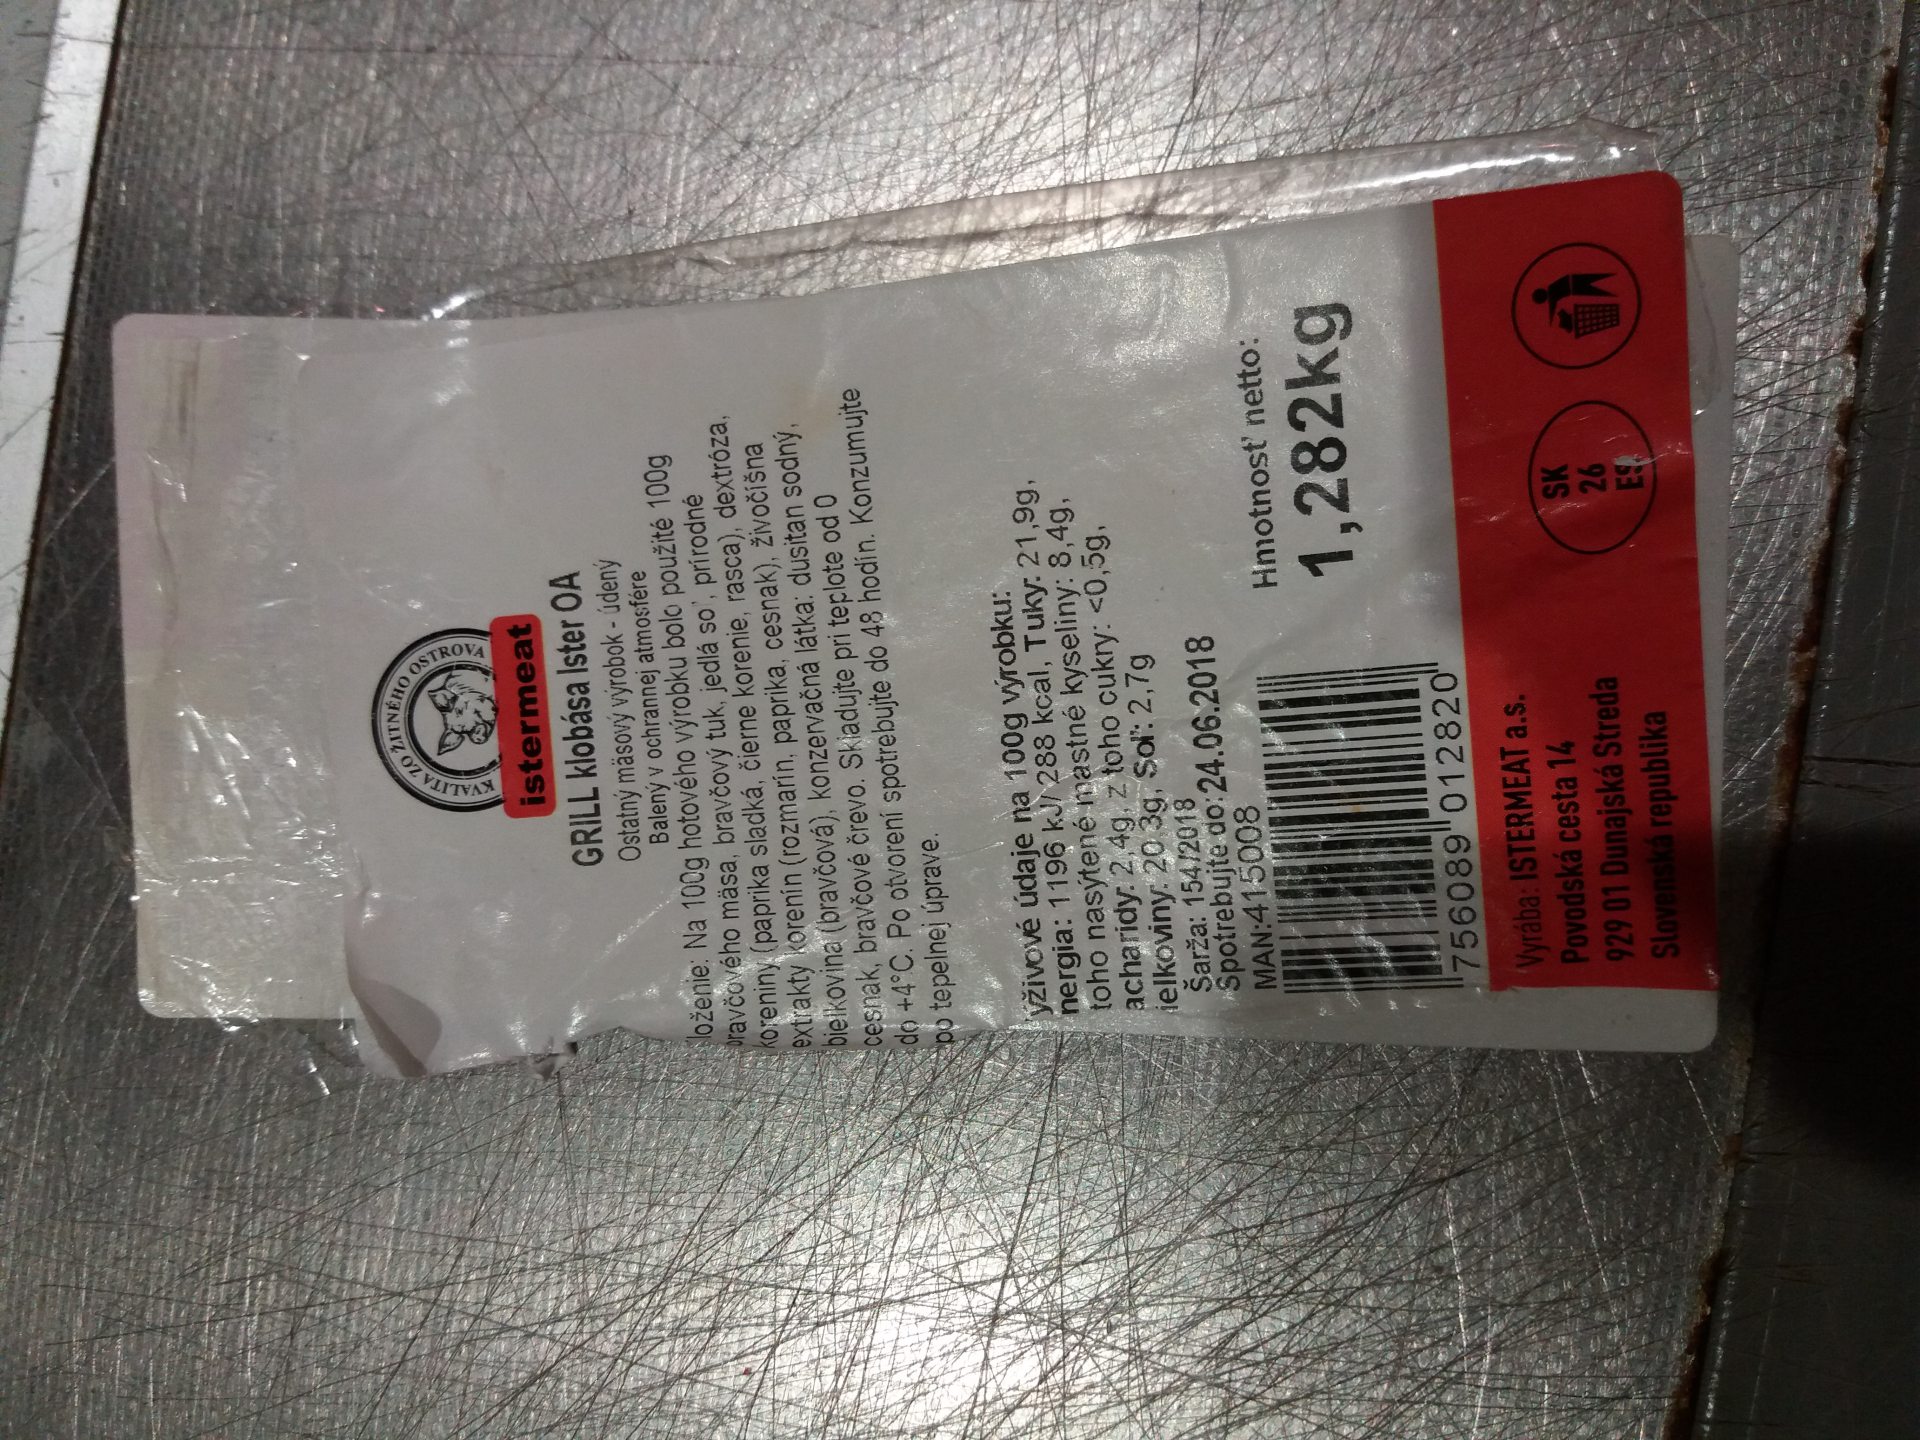 KVALITA ZO ŽITNÉHO OSTROVA
istermeat
GRILL klobása Ister OA
Ostatný mäsový výrobok - údený
Balený v ochrannej atmosfére
loženie: Na 100g hotového výrobku bolo použité 100g
bravčového mäsa, bravčový tuk, jedlá so', prírodné
koreniny (paprika sladká, čierne korenie, rasca), dextróza,
extrakty korenín (rozmarín, paprika, cesnak), živočíšna
bielkovina (bravčová), konzervačná látka: dusitan sodný,
cesnak, bravčové črevo. Skladujte pri teplote od 0
do +4°C. Po otvorení spotrebujte do 48 hodín. Konzumujte
po tepelnej úprave.
ýživové údaje na 100g výrobku:
nergia: 1196 kJ/ 288 kcal, Tuky: 21,9g,
toho nasýtené mastné kyseliny: 8,4g,
acharidy: 2,4g, z toho cukry: <0,5g,
ielkoviny: 20,3g, Soľ: 2,7g
Šarža: 154/2018
Spotrebujte do: 24.06.2018
MAN:415008
Hmotnosť netto:
1,282kg
756089 012820
Vyrába: ISTERMEAT a.s.
Povodská cesta 14
929 01 Dunajská Streda
Slovenská republika
SK
26
ES